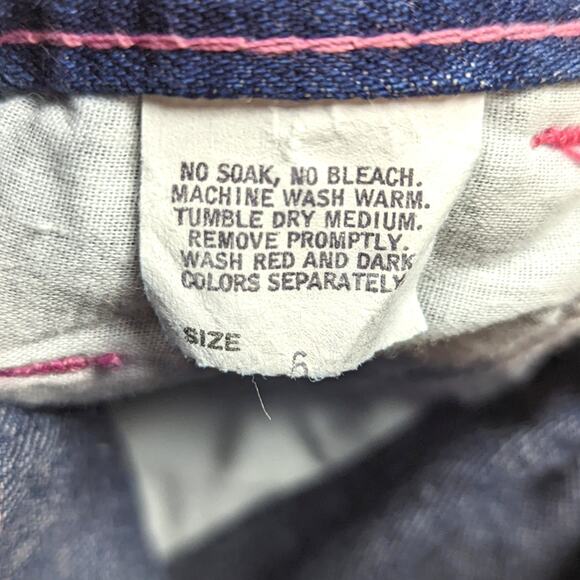 NO SOAK, NO BLEACH.
MACHINE WASH WARM.
TUMBLE DRY MEDIUM.
REMOVE PROMPTLY.
WASH RED AND DARK
COLORS SEPARATELY
SIZE 6